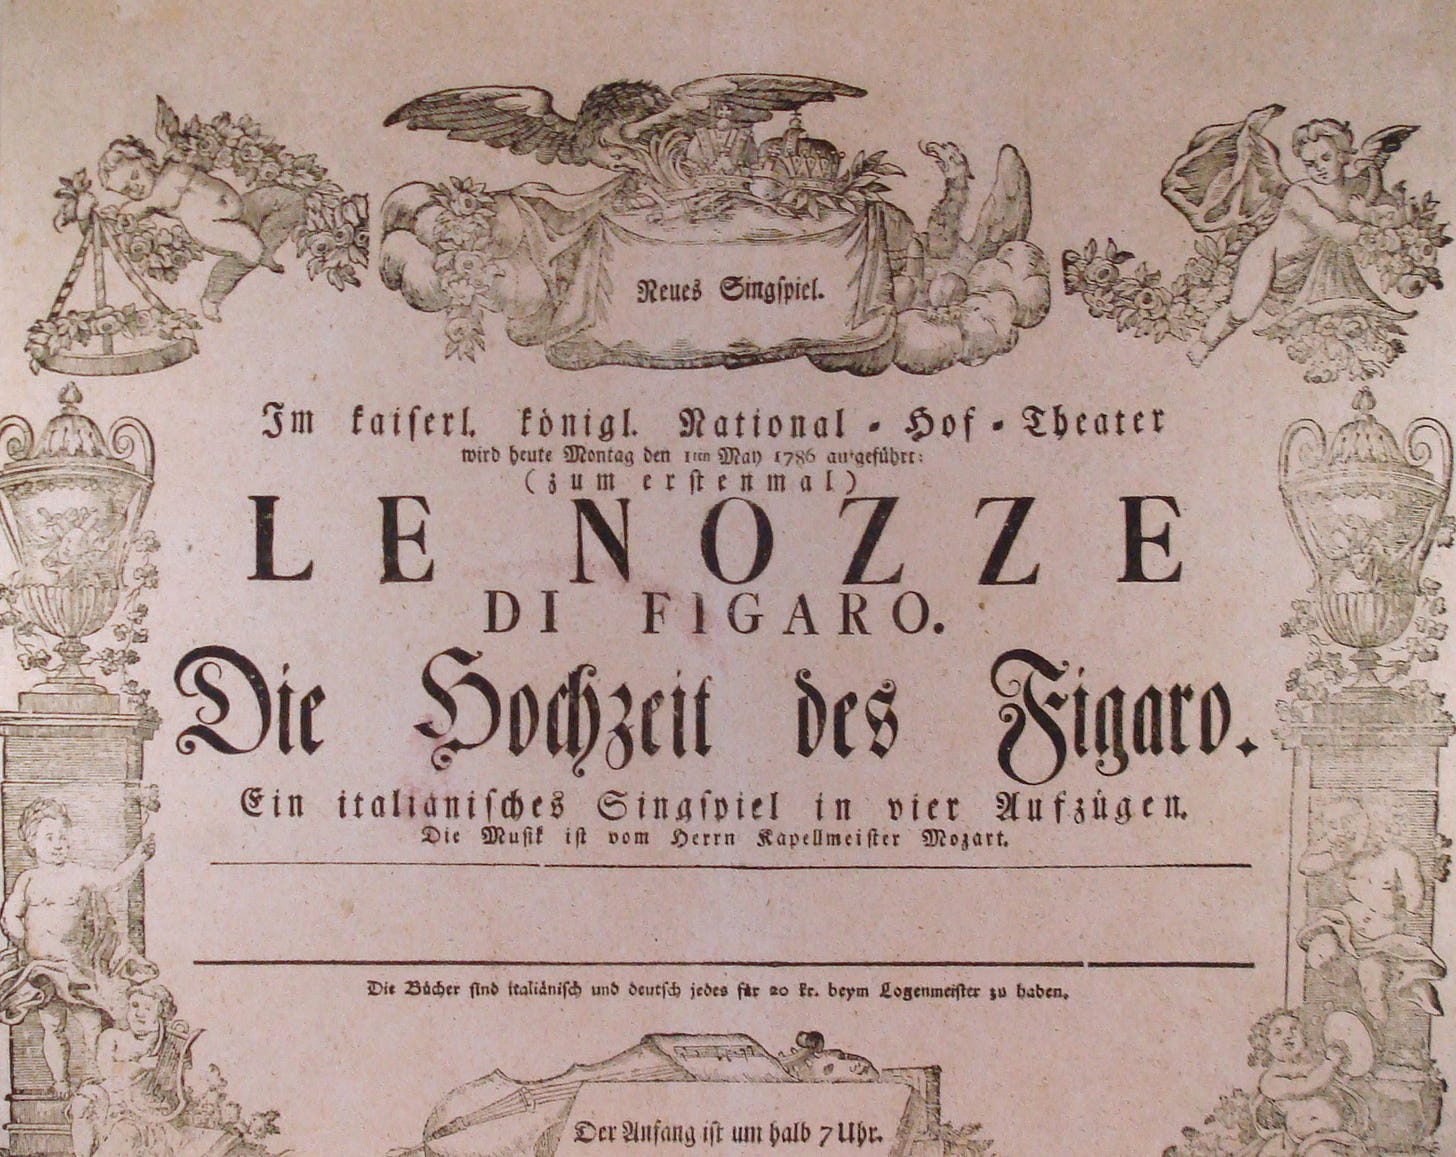 Neues Singspiel.
Im kaiserl. königl. National-Hof-Theater
wird heute Montag den 1ten May 1786 aufgeführt:
(zum erstenmal)
LE NOZZE
DI FIGARO.
Die Hochzeit des Figaro.
Ein italiänisches Singspiel in vier Aufzügen.
Die Musik ist vom Herrn Kapellmeister Mozart.
Die Bücher sind italiänisch und deutsch jedes für 20 kr. beym Logenmeister zu haben.
Der Anfang ist um halb 7 Uhr.